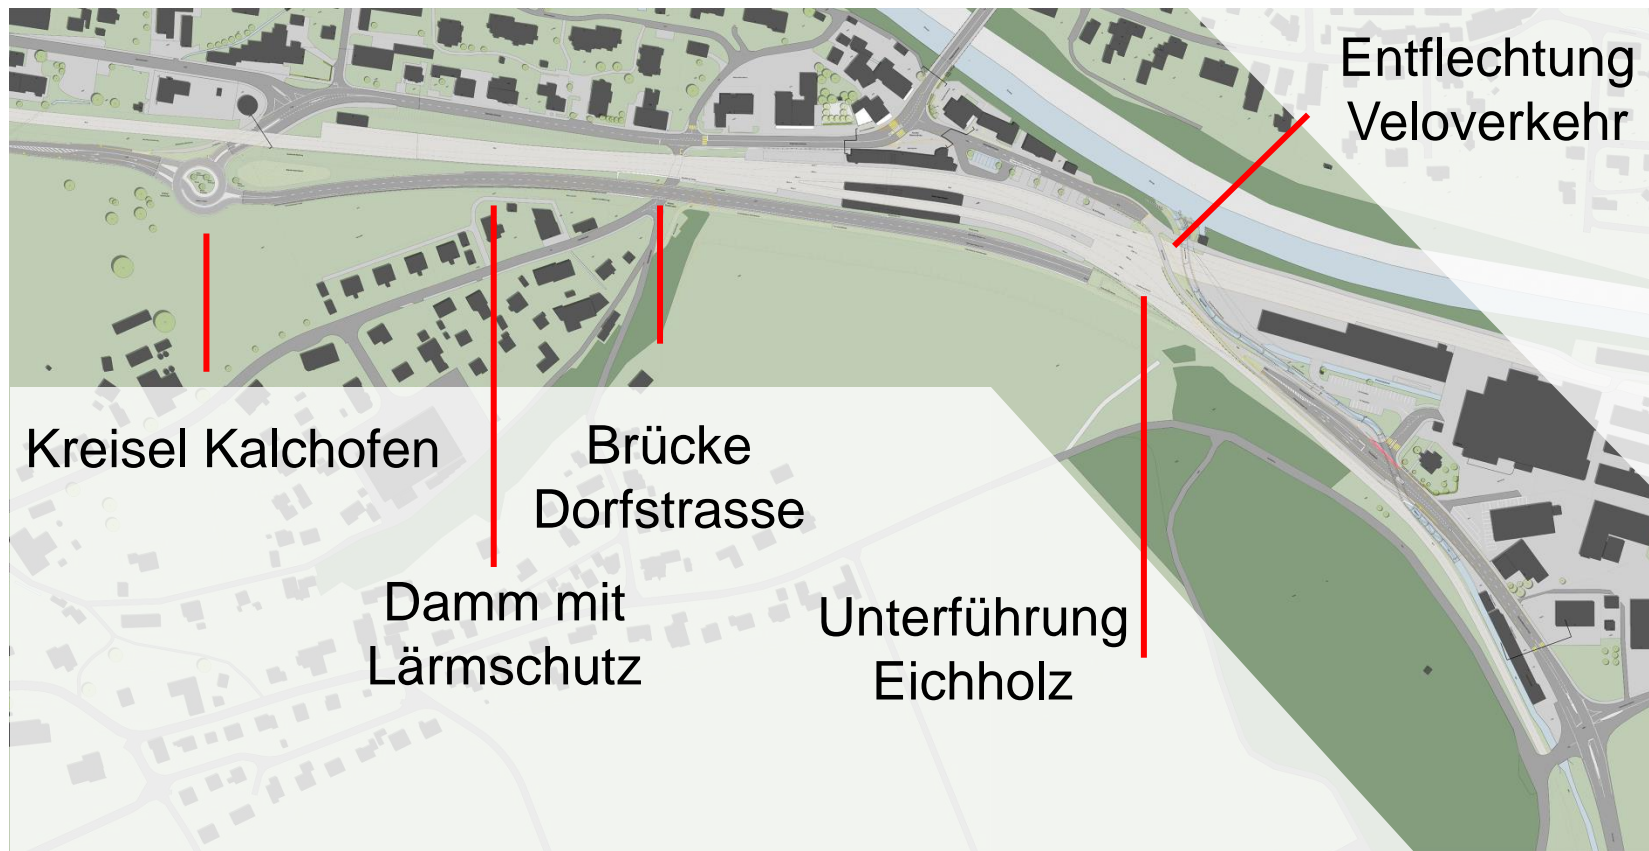 Entflechtung
Veloverkehr
Kreisel Kalchofen
Brücke
Dorfstrasse
Damm mit
Lärmschutz
Unterführung
Eichholz